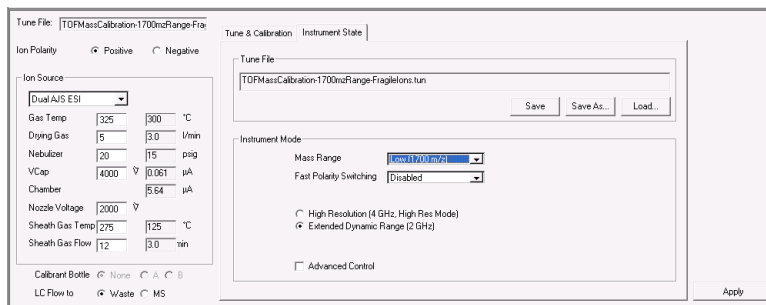 Tune File: TOFMassCalibration-1700mzRange-Frag
Ion Polarity Positive Negative
Ion Source
Dual AJS ESI
Gas Temp 325 300 °C
Drying Gas 5 3.0 l/min
Nebulizer 20 15 psig
VCap 4000 V 0.061 µA
Chamber 5.64 µA
Nozzle Voltage 2000 V
Sheath Gas Temp 275 125 °C
Sheath Gas Flow 12 3.0 min
Calibrant Bottle None A B
LC Flow to Waste MS
Tune & Calibration Instrument State
Tune File
TOFMassCalibration-1700mzRange-FragileIons.tun
Save Save As... Load...
Instrument Mode
Mass Range Low (1700 m/z)
Fast Polarity Switching Disabled
High Resolution (4 GHz, High Res Mode)
Extended Dynamic Range (2 GHz)
Advanced Control
Apply